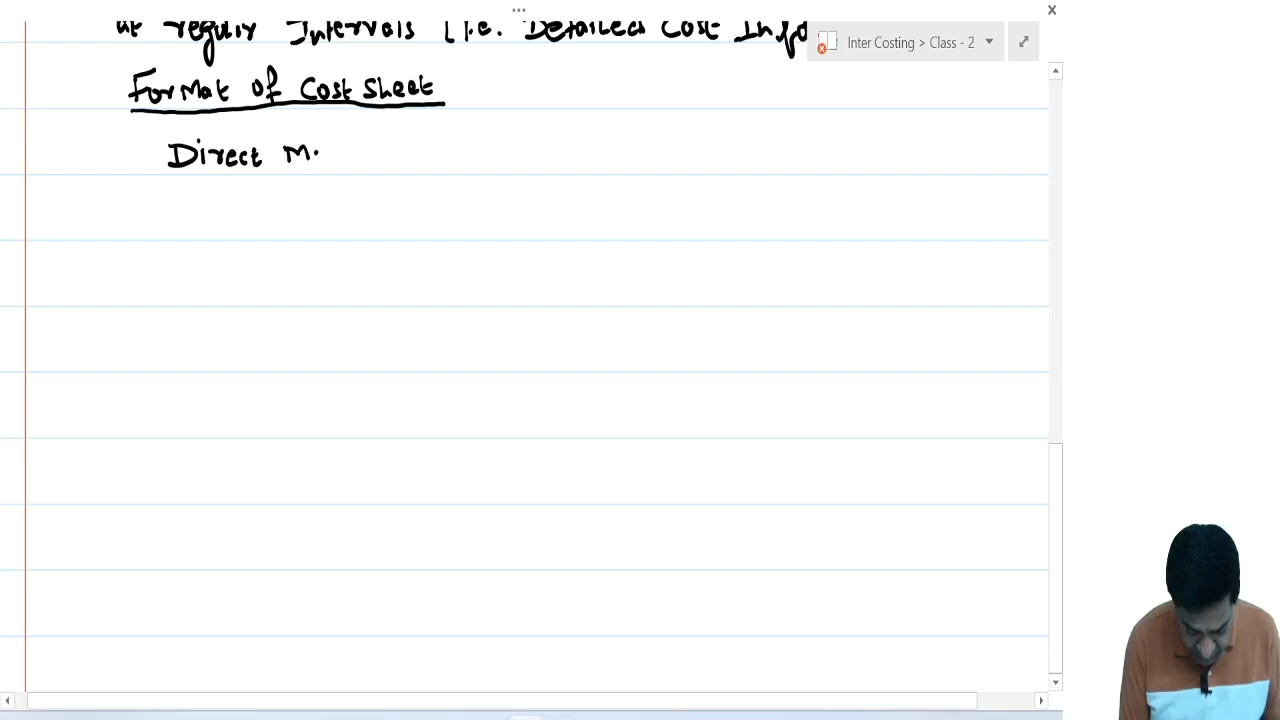 at regular Intervals (i.e. Detailed Cost Info
Inter Costing > Class - 2
Format of Cost Sheet
Direct M.